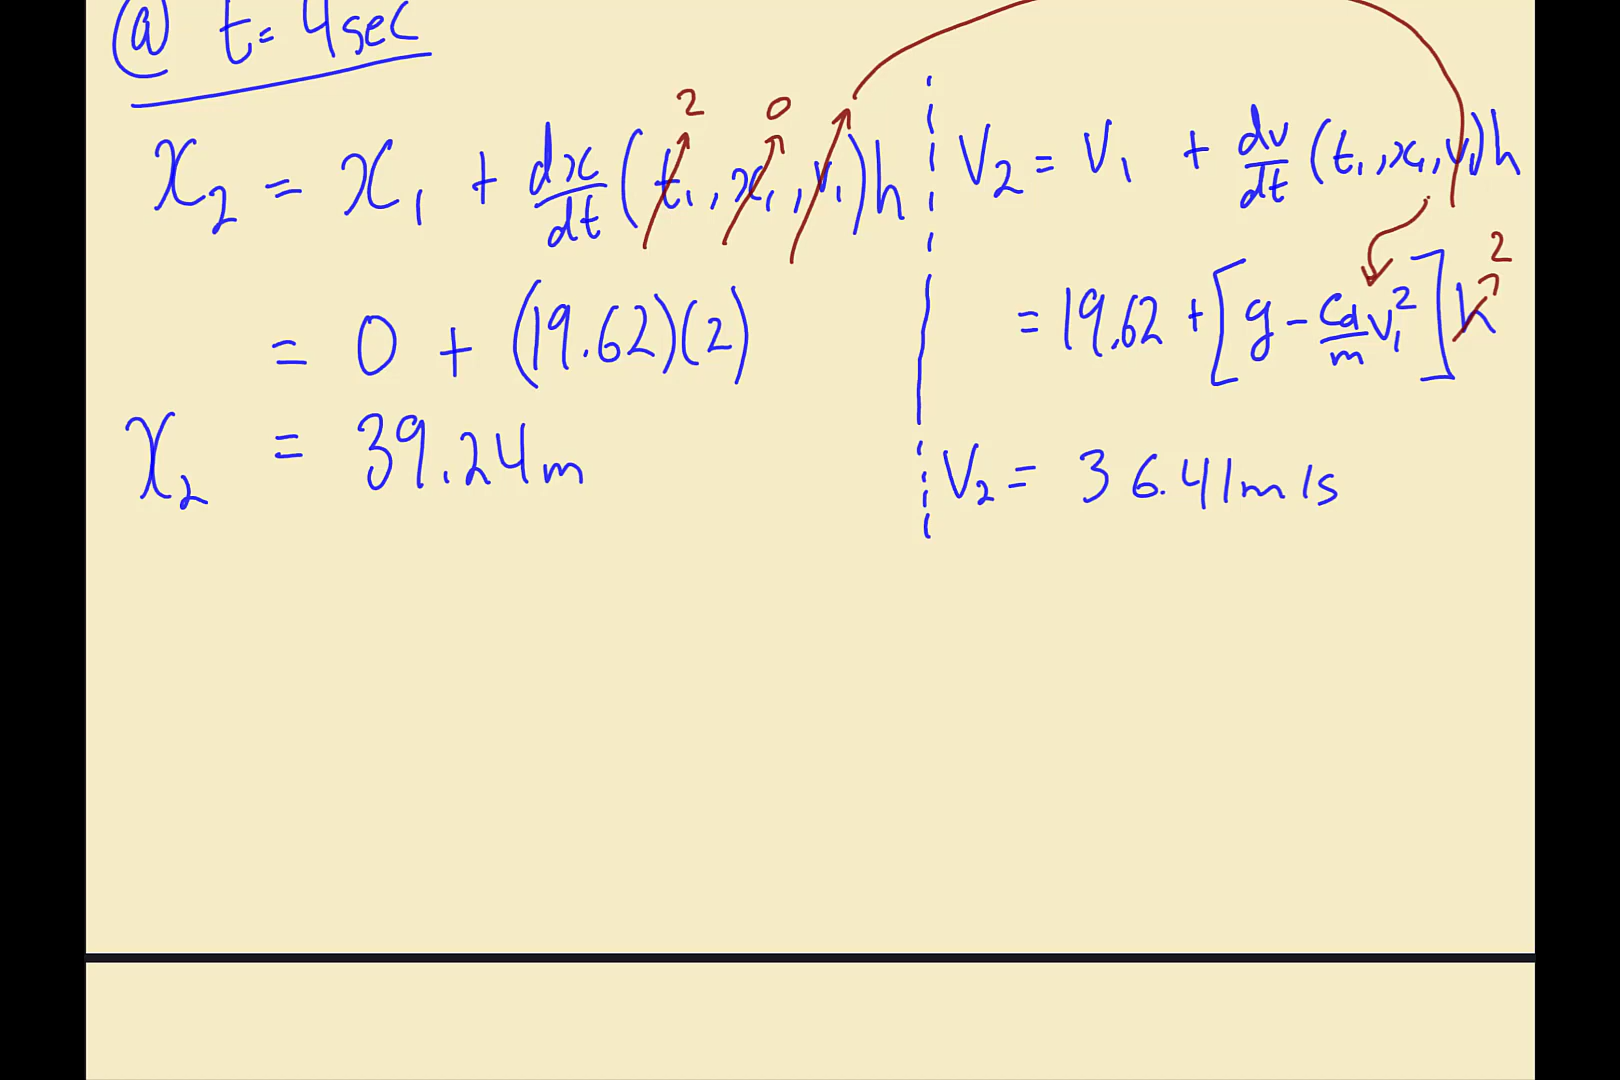 @ t= 4sec
2 0
x₂ = x₁ + dx/dt (t₁, x₁, v₁)h
V₂ = V₁ + dv/dt (t₁, x₁, v₁)h
= 0 + (19.62)(2)
2
= 19.62 + [g - Cd/m v₁²] h
x₂ = 39.24m
V₂ = 36.41m/s